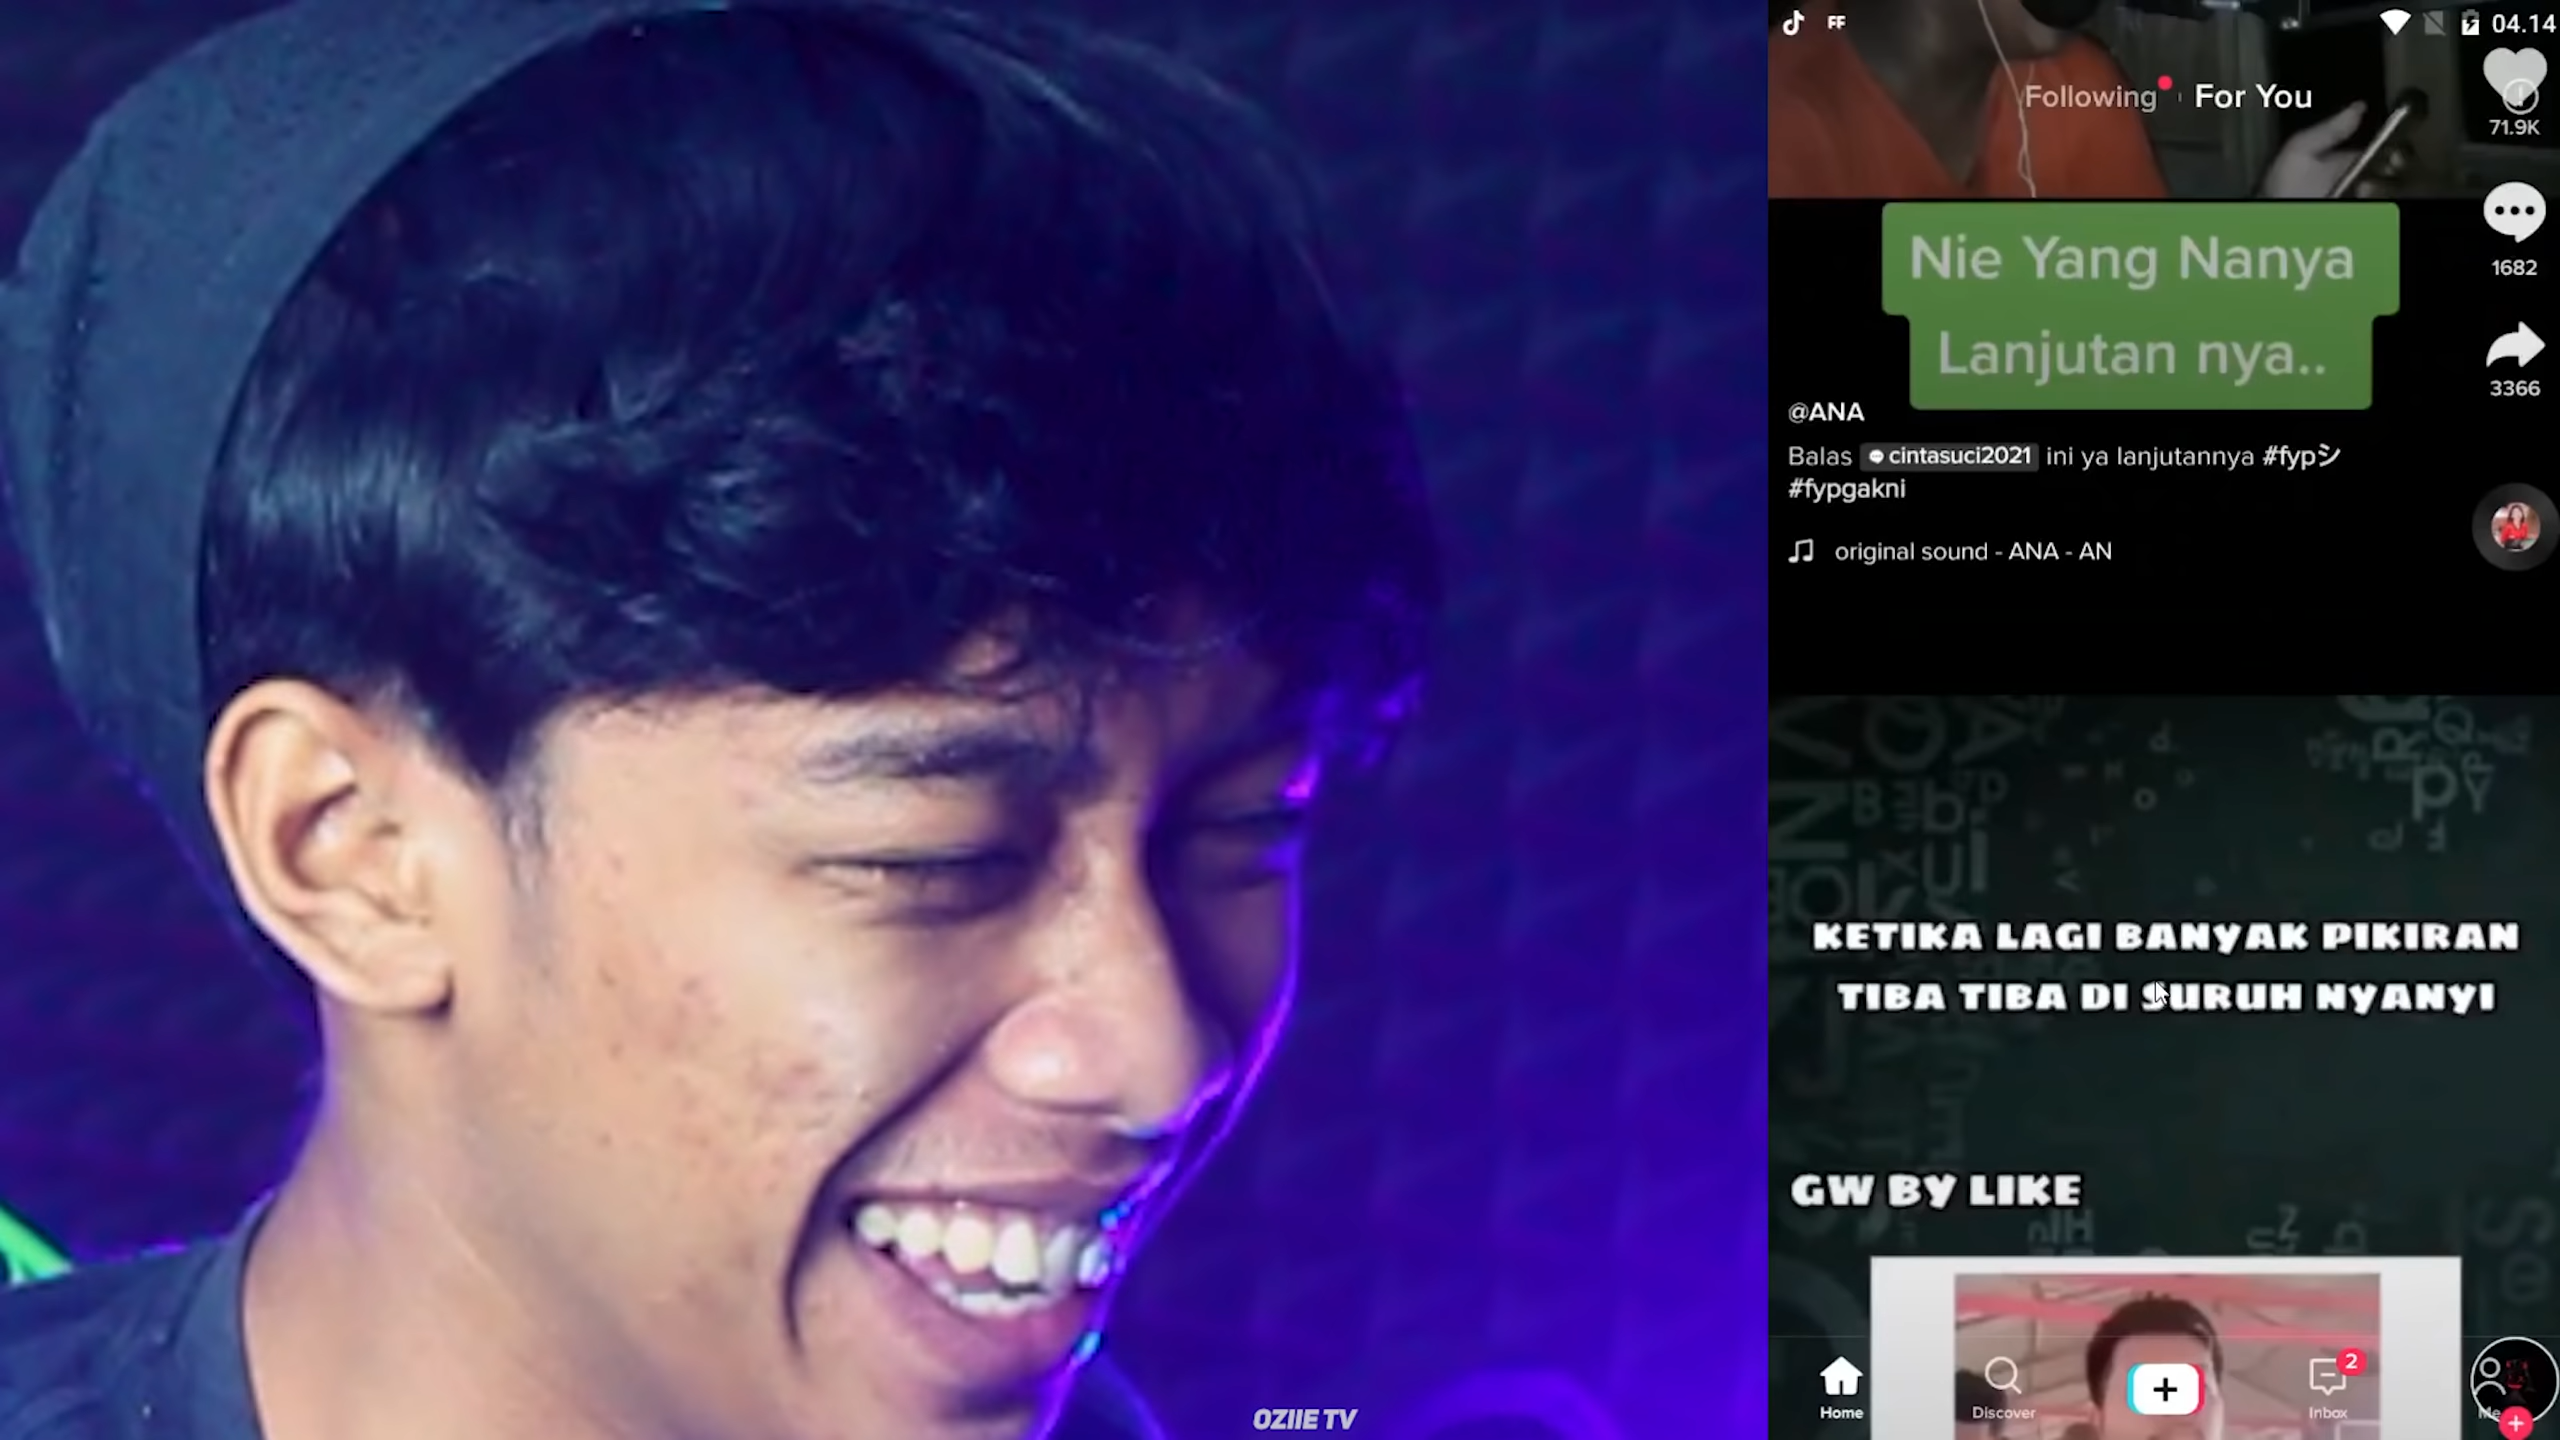 FF
04.14
Following
For You
71.9K
Nie Yang Nanya
Lanjutan nya..
1682
3366
@ANA
Balas cintasuci2021 ini ya lanjutannya #fypシ
#fypgakni
original sound - ANA - AN
KETIKA LAGI BANYAK PIKIRAN
TIBA TIBA DI SURUH NYANYI
GW BY LIKE
2
Home
Discover
Inbox
Me
OZIIE TV